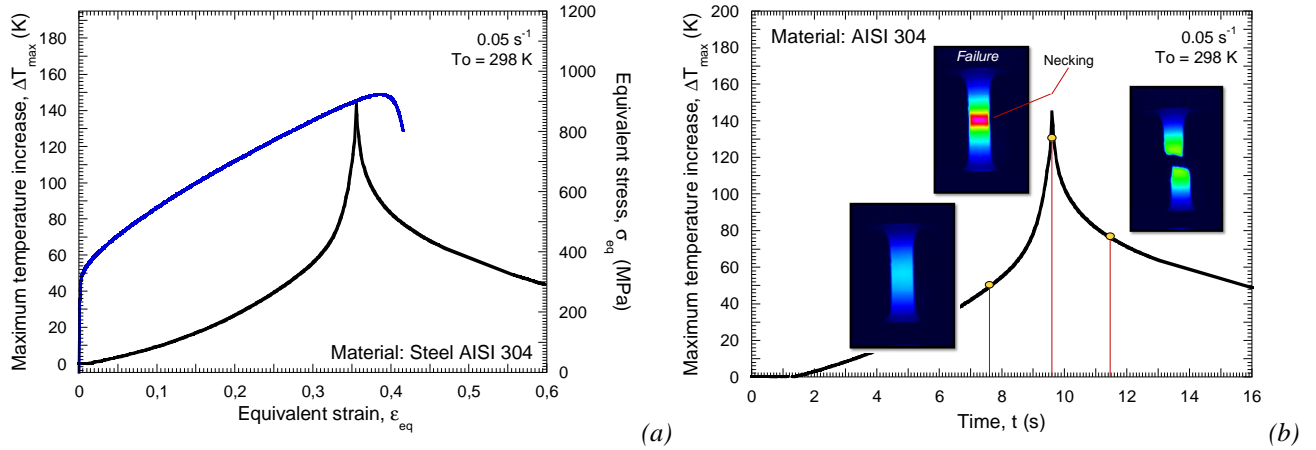 Maximum temperature increase, ΔT_max (K)
180
160
140
120
100
80
60
40
20
0
0.05 s⁻¹
To = 298 K
Material: Steel AISI 304
1200
1000
800
600
400
200
0
Equivalent stress, σ_eq (MPa)
0 0,1 0,2 0,3 0,4 0,5 0,6
Equivalent strain, ε_eq
(a)
Maximum temperature increase, ΔT_max (K)
200
180
160
140
120
100
80
60
40
20
0
Material: AISI 304
0.05 s⁻¹
To = 298 K
Failure
Necking
0 2 4 6 8 10 12 14 16
Time, t (s)
(b)